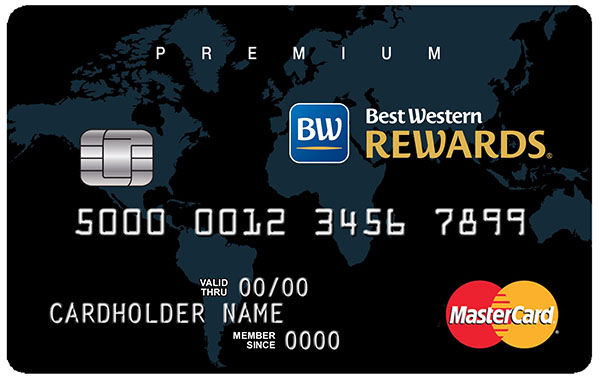 PREMIUM
BW
Best Western
REWARDS®
5000 0012 3456 7899
VALID THRU 00/00
CARDHOLDER NAME
MEMBER SINCE 0000
MasterCard